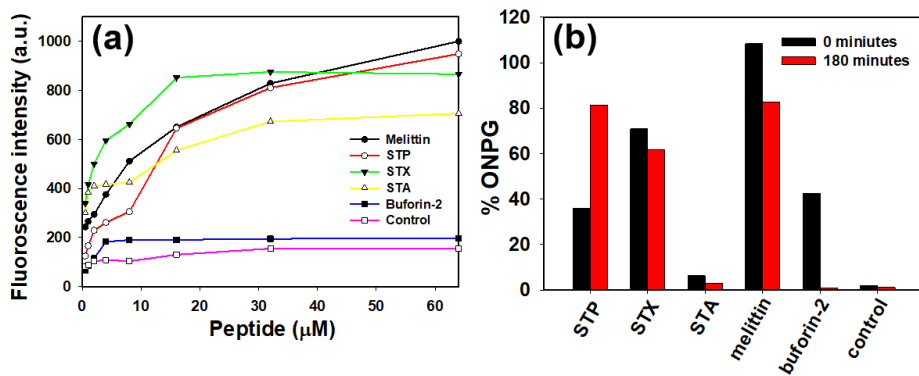 (a)
Fluoroscence intensity (a.u.)
1000
800
600
400
200
0
0 10 20 30 40 50 60
Peptide (μM)
Melittin
STP
STX
STA
Buforin-2
Control
(b)
% ONPG
120
100
80
60
40
20
0
0 miniutes
180 minutes
STP
STX
STA
melittin
buforin-2
control